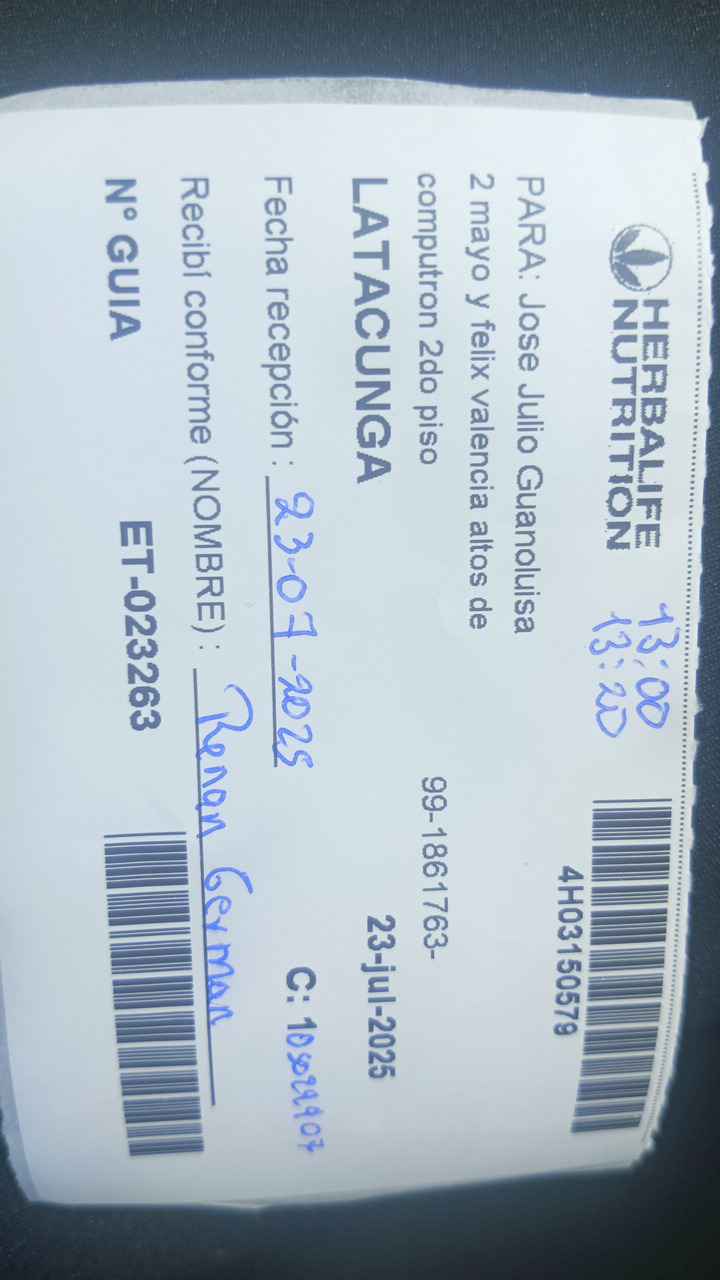 HERBALIFE
NUTRITION
13:00
13:20
4H03150579
PARA: Jose Julio Guanoluisa
2 mayo y felix valencia altos de
computron 2do piso
99-1861763-
LATACUNGA
23-jul-2025
Fecha recepción : 23-07-2025
C:
Recibí conforme (NOMBRE) : Renan German
N° GUIA ET-023263